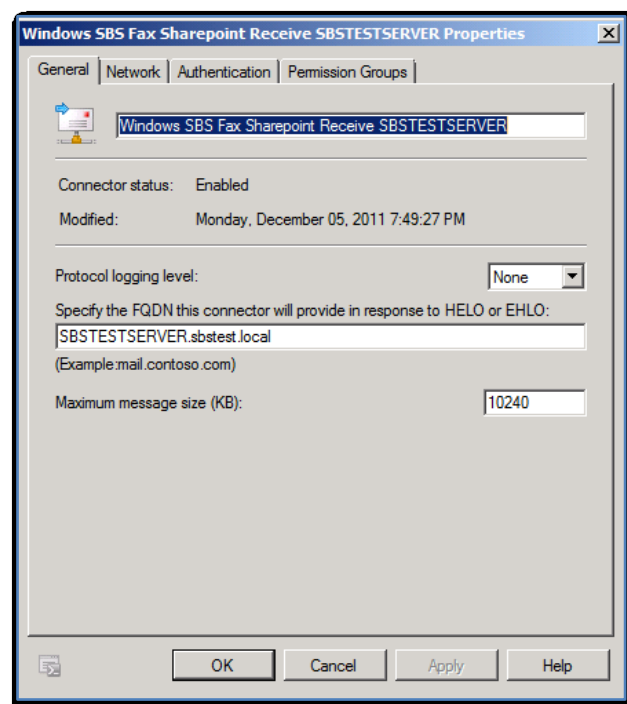 Windows SBS Fax Sharepoint Receive SBSTESTSERVER Properties
General Network Authentication Permission Groups
Windows SBS Fax Sharepoint Receive SBSTESTSERVER
Connector status: Enabled
Modified: Monday, December 05, 2011 7:49:27 PM
Protocol logging level: None
Specify the FQDN this connector will provide in response to HELO or EHLO:
SBSTESTSERVER.sbstest.local
(Example:mail.contoso.com)
Maximum message size (KB): 10240
OK Cancel Apply Help